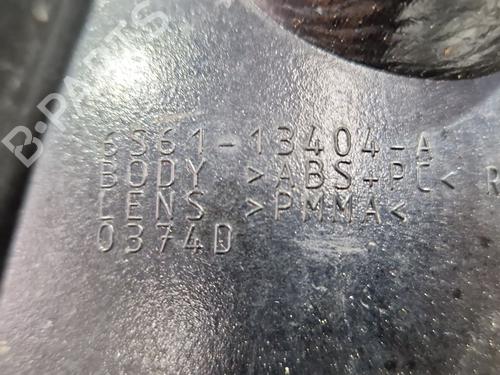 6S61-13404-A
BODY >ABS+PC< R
LENS >PMMA<
0374D
B-PARTS